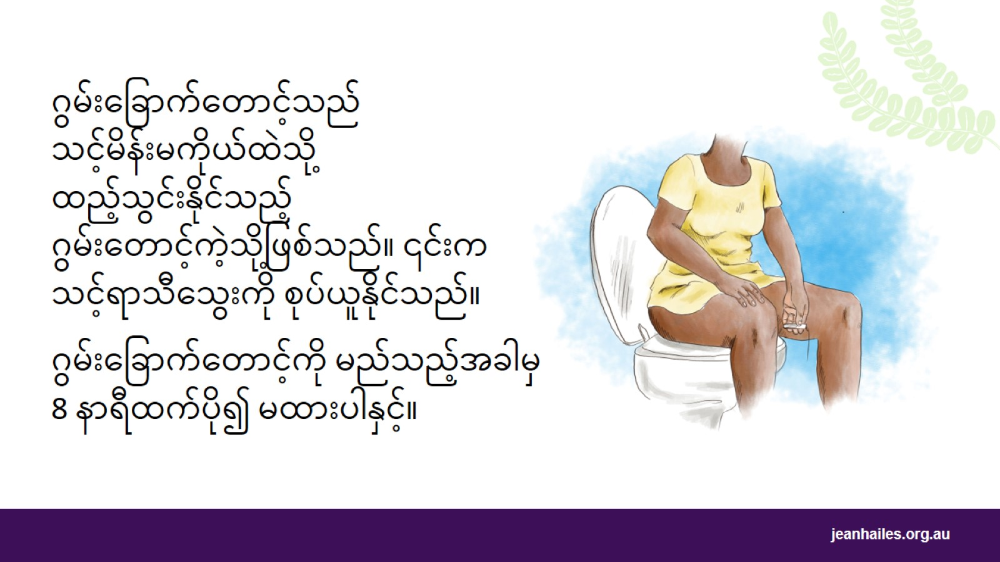 ဂွမ်းခြောက်တောင့်သည်
သင့်မိန်းမကိုယ်ထဲသို့
ထည့်သွင်းနိုင်သည့်
ဂွမ်းတောင့်ကဲ့သို့ဖြစ်သည်။ ၎င်းက
သင့်ရာသီသွေးကို စုပ်ယူနိုင်သည်။
ဂွမ်းခြောက်တောင့်ကို မည်သည့်အခါမှ
8 နာရီထက်ပို၍ မထားပါနှင့်။
jeanhailes.org.au